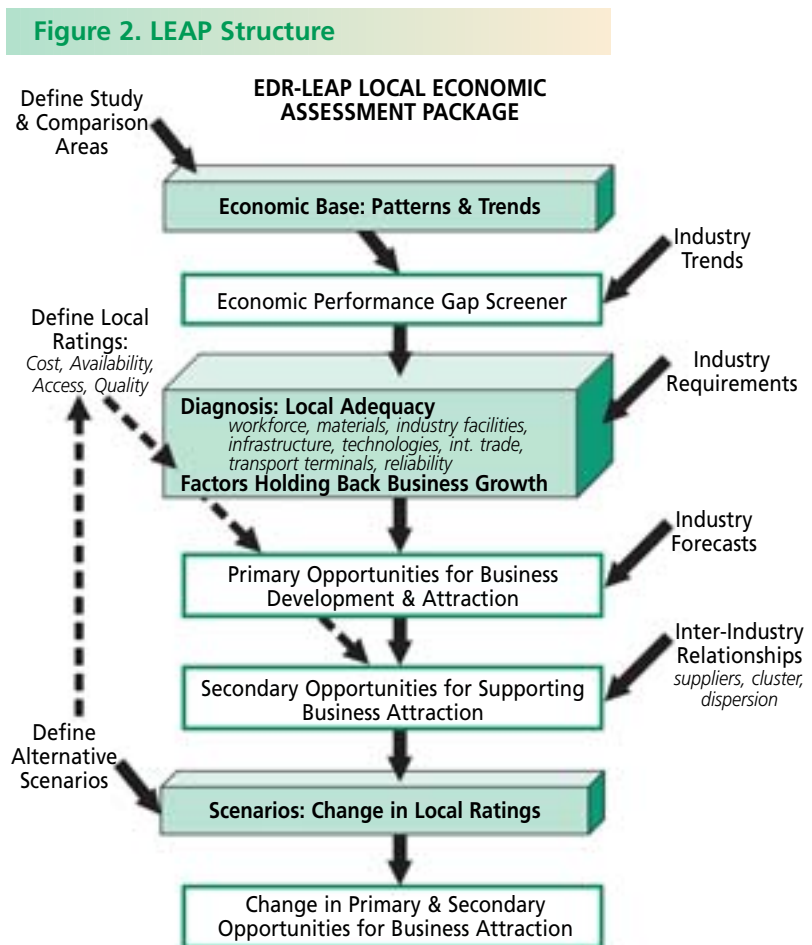 Figure 2. LEAP Structure
EDR-LEAP LOCAL ECONOMIC
ASSESSMENT PACKAGE
Define Study
& Comparison
Areas
Economic Base: Patterns & Trends
Industry
Trends
Economic Performance Gap Screener
Define Local
Ratings:
Cost, Availability,
Access, Quality
Industry
Requirements
Diagnosis: Local Adequacy
workforce, materials, industry facilities,
infrastructure, technologies, int. trade,
transport terminals, reliability
Factors Holding Back Business Growth
Industry
Forecasts
Primary Opportunities for Business
Development & Attraction
Inter-Industry
Relationships
suppliers, cluster,
dispersion
Secondary Opportunities for Supporting
Business Attraction
Define
Alternative
Scenarios
Scenarios: Change in Local Ratings
Change in Primary & Secondary
Opportunities for Business Attraction